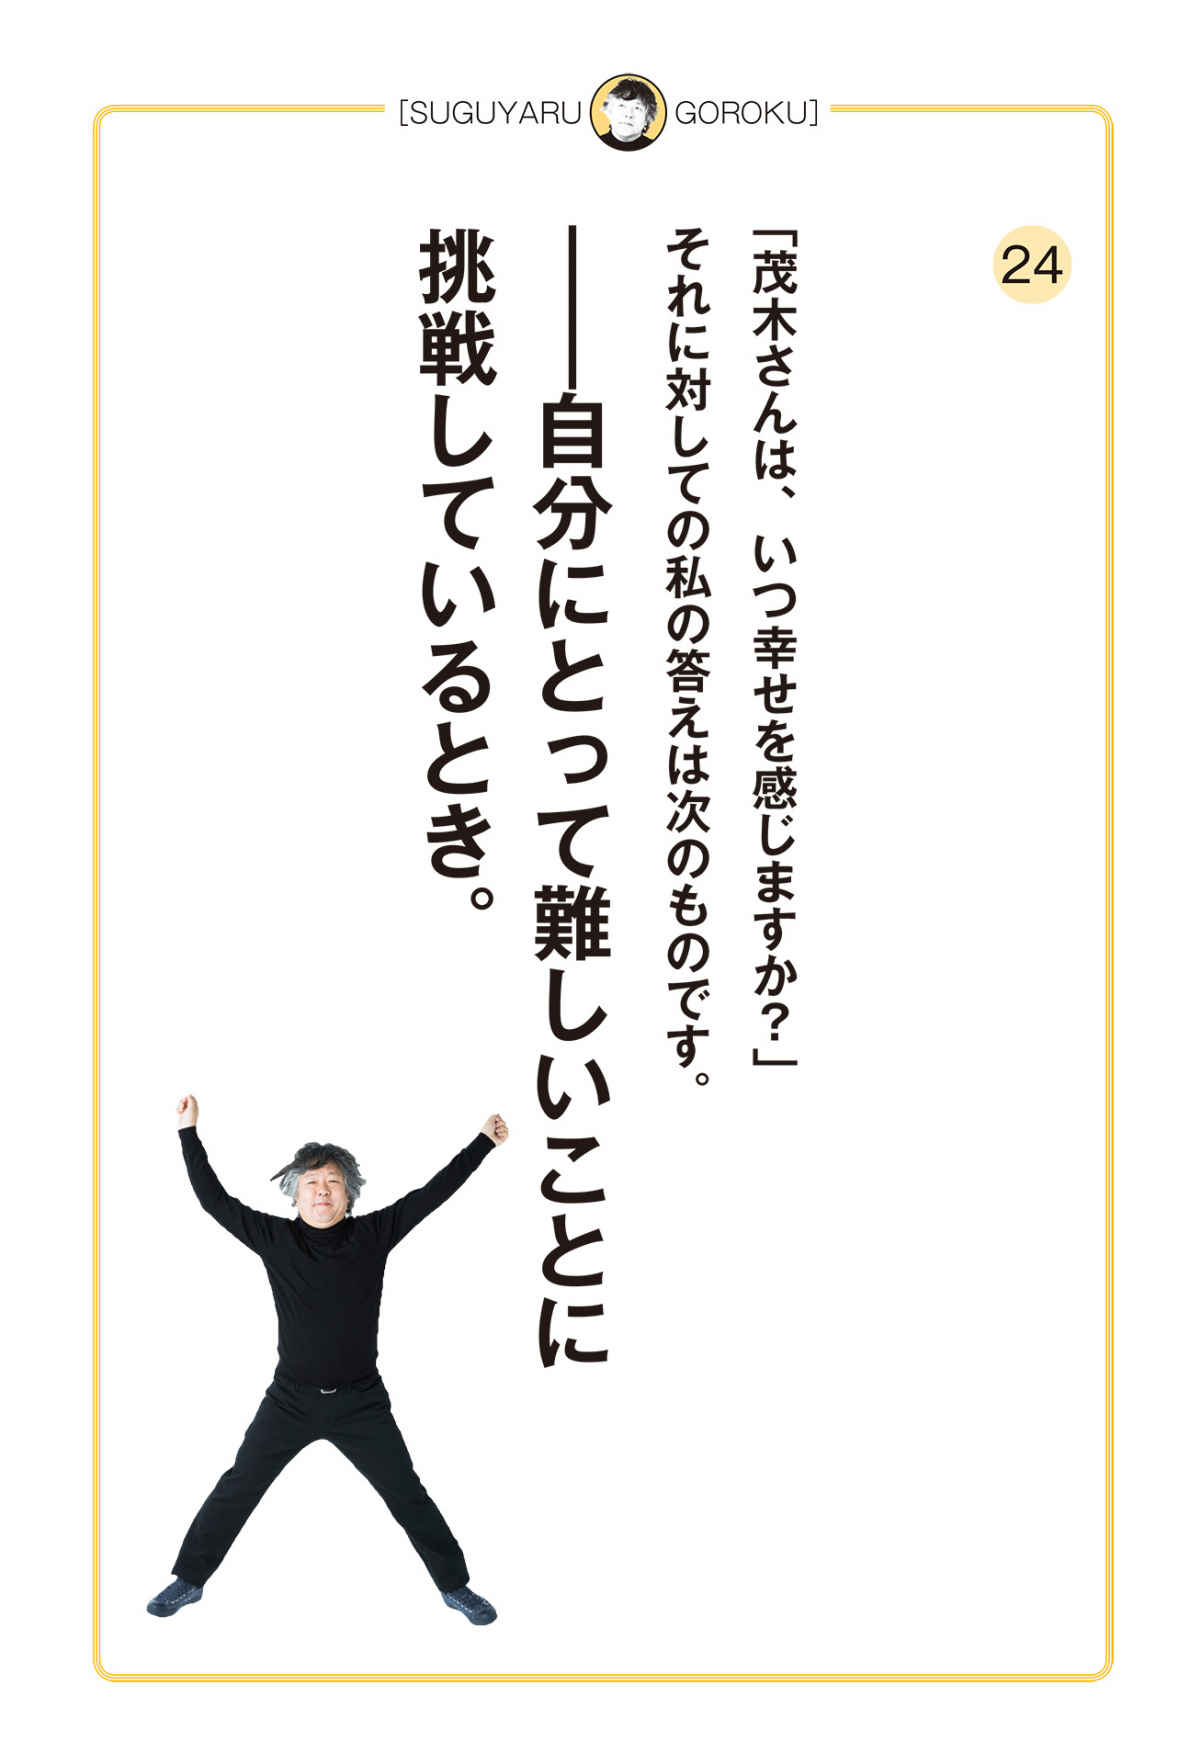 [SUGUYARU GOROKU]
24
「茂木さんは、いつ幸せを感じますか？」
それに対しての私の答えは次のものです。
――自分にとって難しいことに
挑戦しているとき。